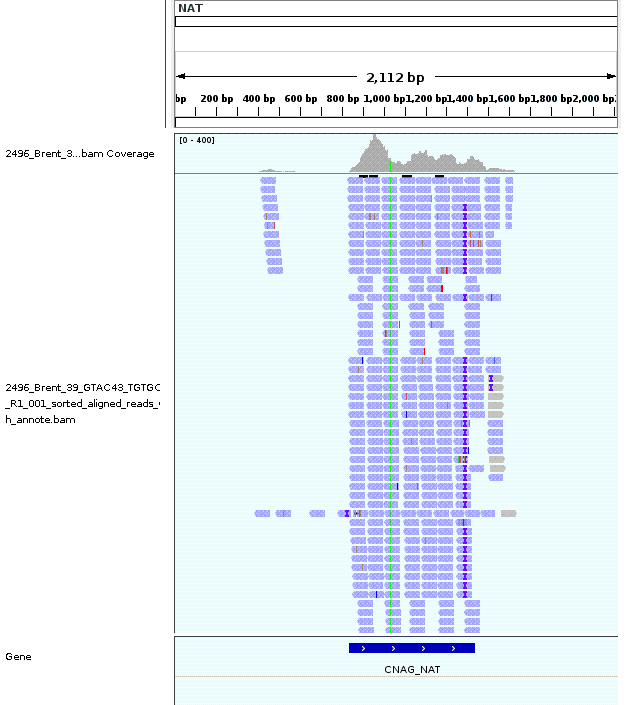 NAT
2,112 bp
bp 200 bp 400 bp 600 bp 800 bp 1,000 bp 1,200 bp 1,400 bp 1,600 bp 1,800 bp 2,000 bp
2496_Brent_3...bam Coverage
[0 - 400]
2496_Brent_39_GTAC43_TGTGC
_R1_001_sorted_aligned_reads_
h_annote.bam
Gene
CNAG_NAT